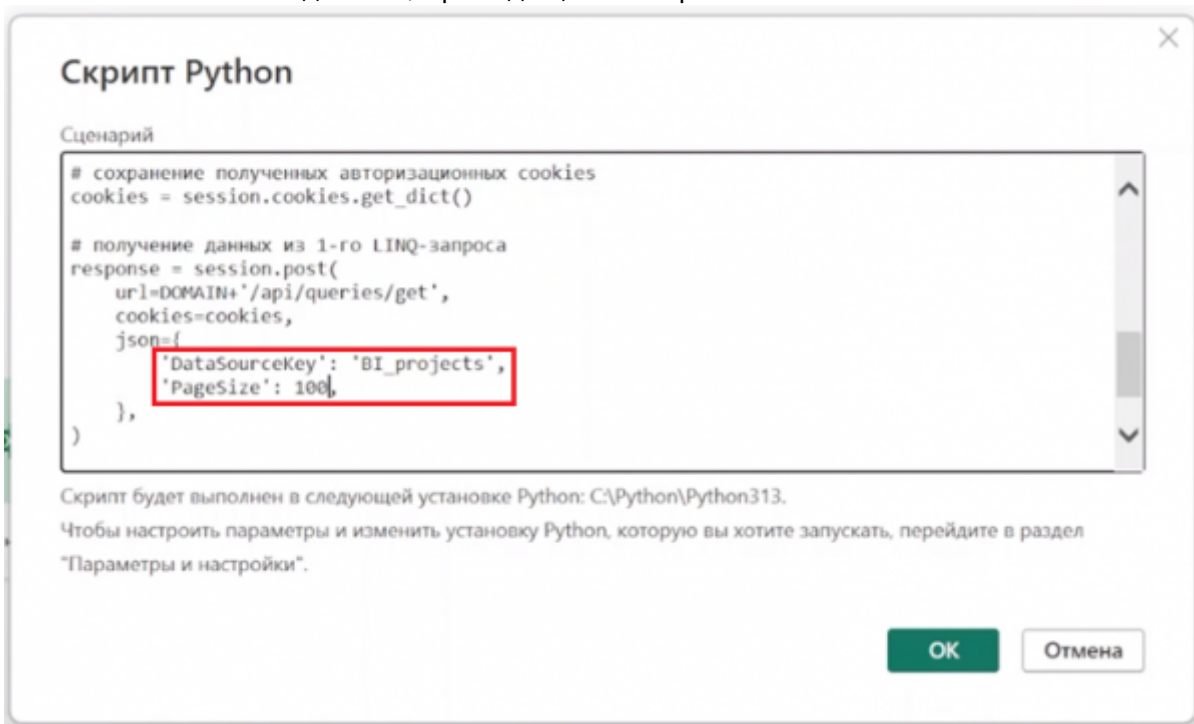 Скрипт Python
Сценарий
# сохранение полученных авторизационных cookies
cookies = session.cookies.get_dict()
# получение данных из 1-го LINQ-запроса
response = session.post(
url=DOMAIN+'/api/queries/get',
cookies=cookies,
json={
'DataSourceKey': 'BI_projects',
'PageSize': 100,
},
)
Скрипт будет выполнен в следующей установке Python: C:\Python\Python313.
Чтобы настроить параметры и изменить установку Python, которую вы хотите запускать, перейдите в раздел
"Параметры и настройки".
ОК
Отмена